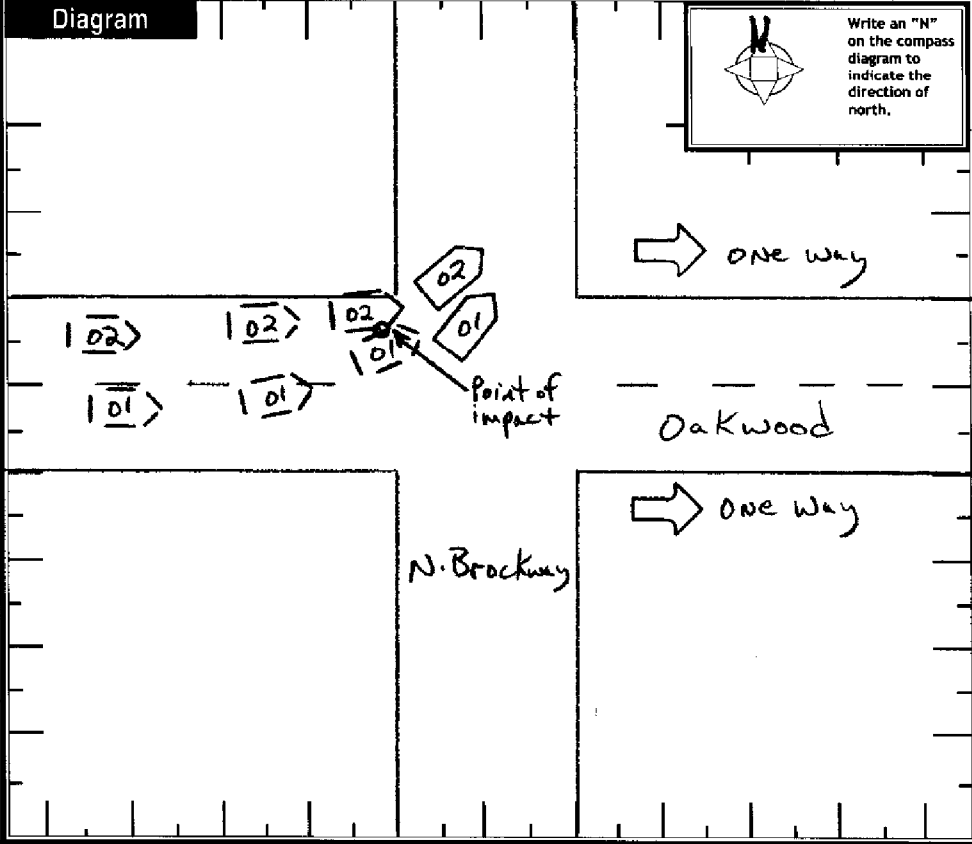 Diagram
N
Write an "N"
on the compass
diagram to
indicate the
direction of
north.
ONE Way
02
02
02
02
01
01
01
01
Point of
impact
Oakwood
ONE Way
N. Brockway